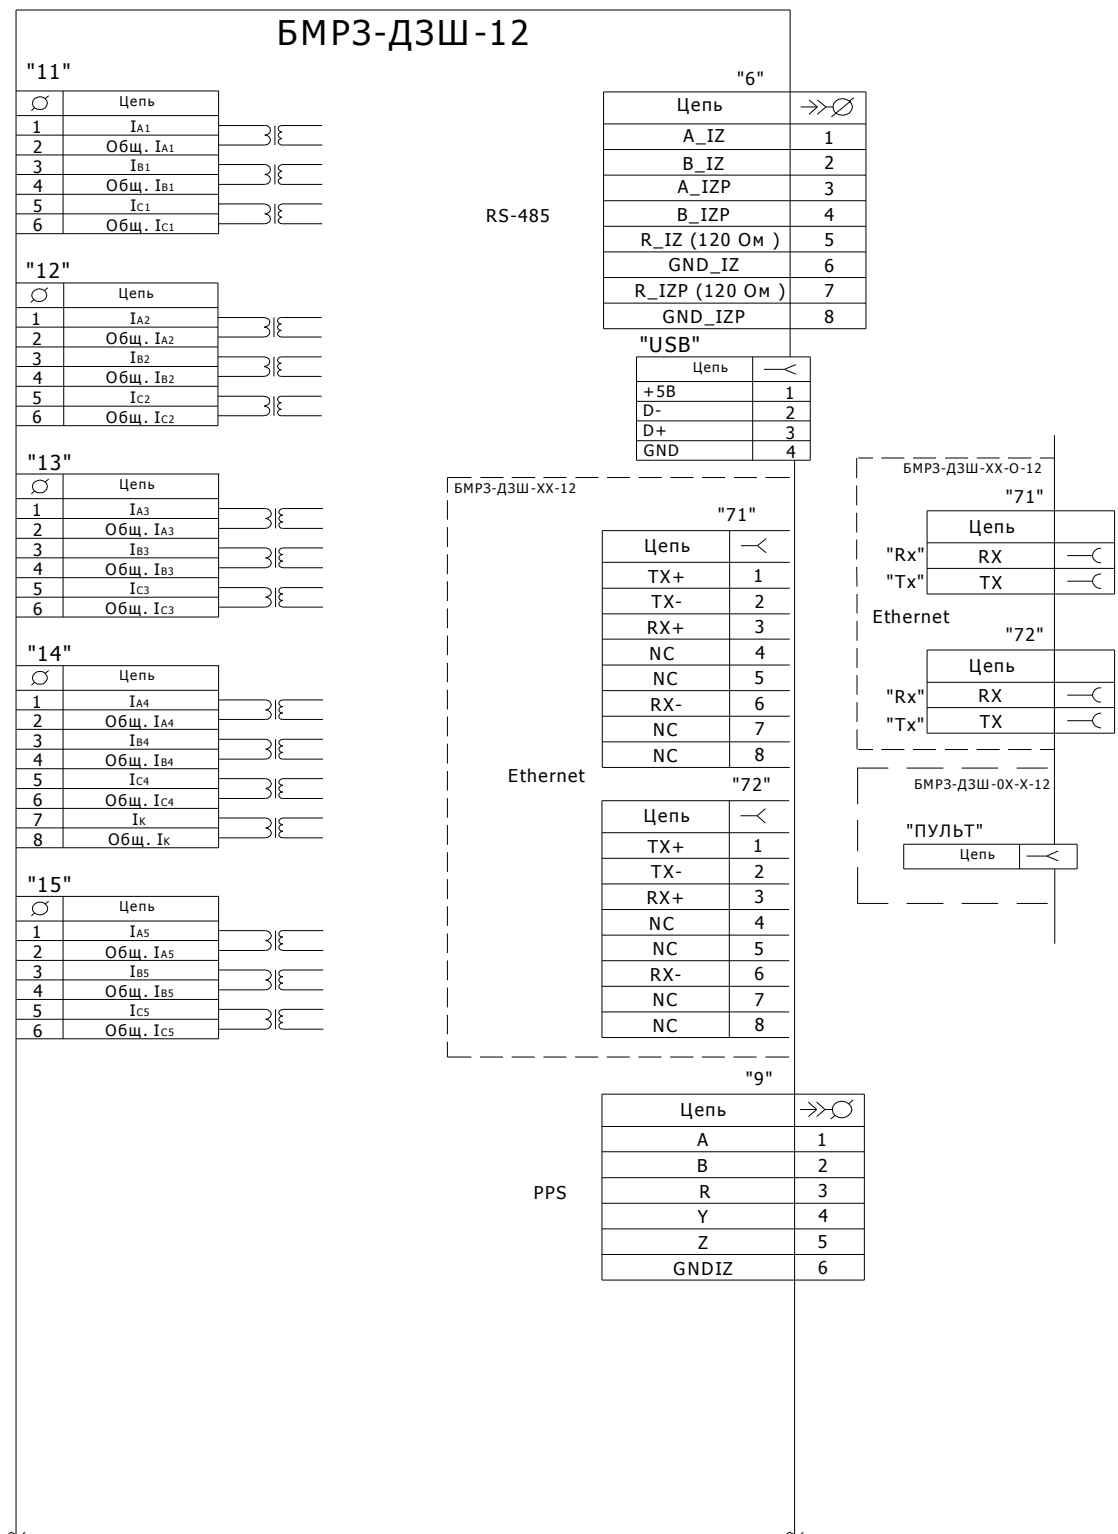 БМРЗ-ДЗШ-12
"11"
Цепь
1 IA1
2 Общ. IA1
3 IB1
4 Общ. IB1
5 IC1
6 Общ. IC1
"12"
Цепь
1 IA2
2 Общ. IA2
3 IB2
4 Общ. IB2
5 IC2
6 Общ. IC2
"13"
Цепь
1 IA3
2 Общ. IA3
3 IB3
4 Общ. IB3
5 IC3
6 Общ. IC3
"14"
Цепь
1 IA4
2 Общ. IA4
3 IB4
4 Общ. IB4
5 IC4
6 Общ. IC4
7 IK
8 Общ. IK
"15"
Цепь
1 IA5
2 Общ. IA5
3 IB5
4 Общ. IB5
5 IC5
6 Общ. IC5
RS-485
"6"
Цепь
A_IZ 1
B_IZ 2
A_IZP 3
B_IZP 4
R_IZ (120 Ом ) 5
GND_IZ 6
R_IZP (120 Ом ) 7
GND_IZP 8
"USB"
Цепь
+5В 1
D- 2
D+ 3
GND 4
БМРЗ-ДЗШ-ХХ-12
Ethernet
"71"
Цепь
TX+ 1
TX- 2
RX+ 3
NC 4
NC 5
RX- 6
NC 7
NC 8
"72"
Цепь
TX+ 1
TX- 2
RX+ 3
NC 4
NC 5
RX- 6
NC 7
NC 8
PPS
"9"
Цепь
A 1
B 2
R 3
Y 4
Z 5
GNDIZ 6
БМРЗ-ДЗШ-ХХ-О-12
"71"
Цепь
"Rx" RX
"Tx" TX
Ethernet
"72"
Цепь
"Rx" RX
"Tx" TX
БМРЗ-ДЗШ-0Х-Х-12
"ПУЛЬТ"
Цепь